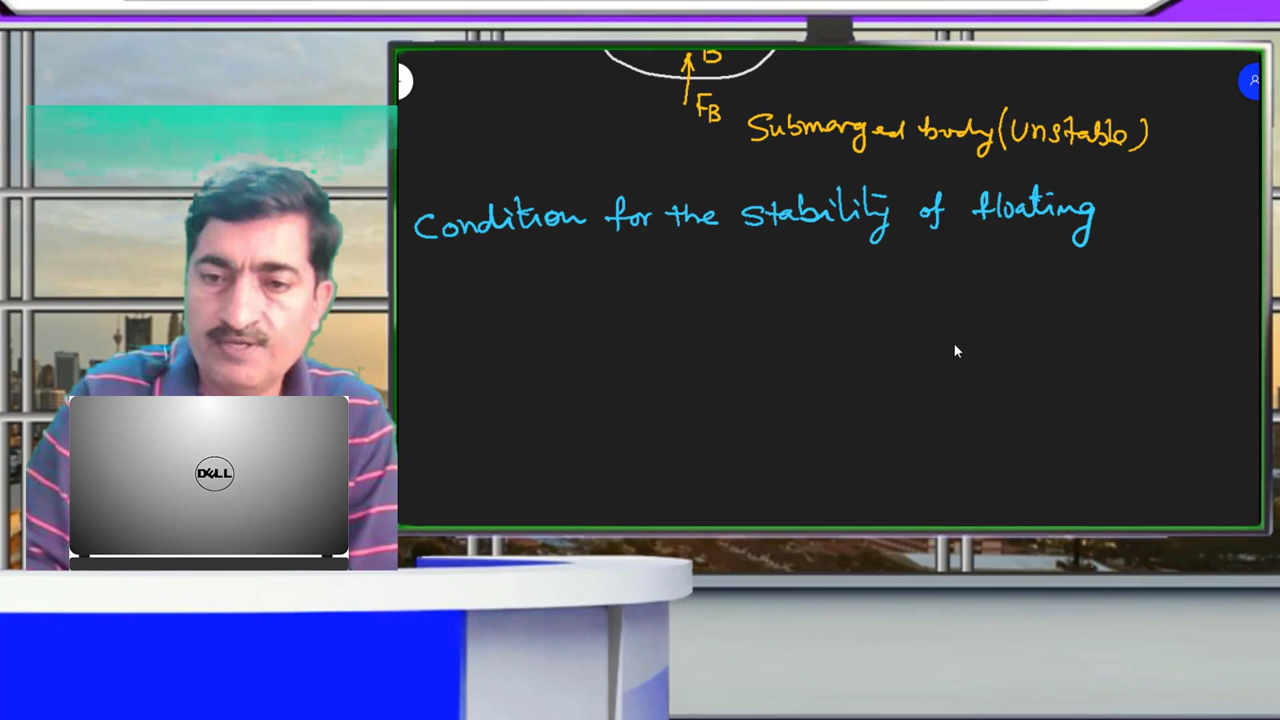 B
FB
Submerged body (Unstable)
Condition for the stability of floating
DELL